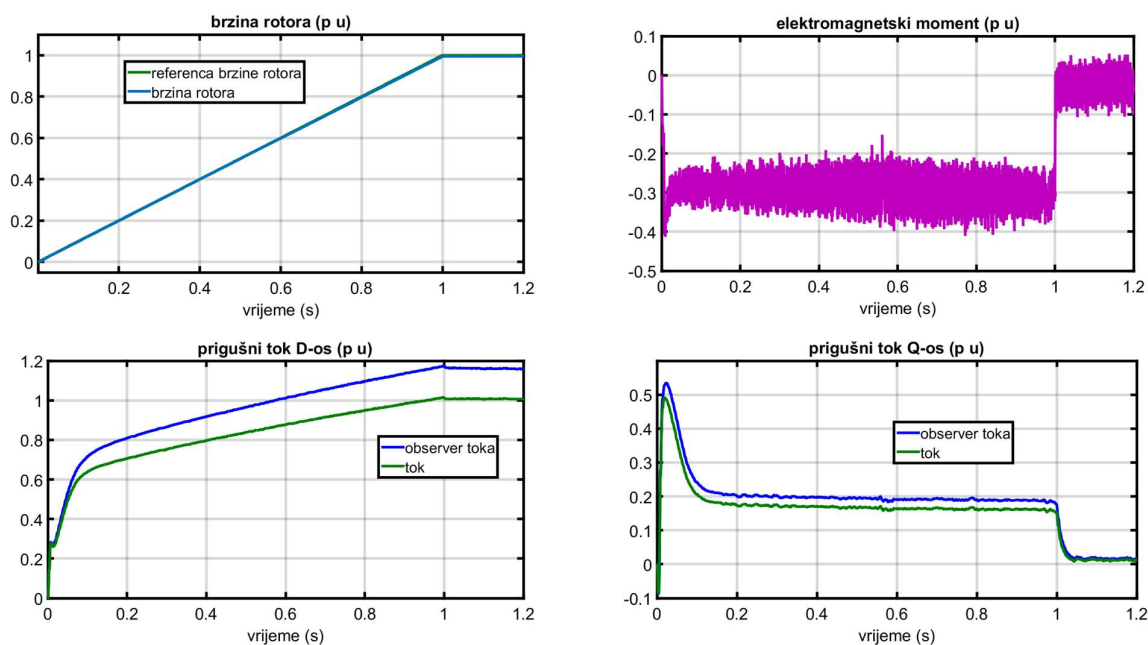 brzina rotora (p u)
1
0.8
0.6
0.4
0.2
0
referenca brzine rotora
brzina rotora
0.2 0.4 0.6 0.8 1 1.2
vrijeme (s)
elektromagnetski moment (p u)
0.1
0
-0.1
-0.2
-0.3
-0.4
-0.5
0 0.2 0.4 0.6 0.8 1 1.2
vrijeme (s)
prigušni tok D-os (p u)
1.2
1
0.8
0.6
0.4
0.2
0
observer toka
tok
0 0.2 0.4 0.6 0.8 1 1.2
vrijeme (s)
prigušni tok Q-os (p u)
0.5
0.4
0.3
0.2
0.1
0
-0.1
observer toka
tok
0 0.2 0.4 0.6 0.8 1 1.2
vrijeme (s)